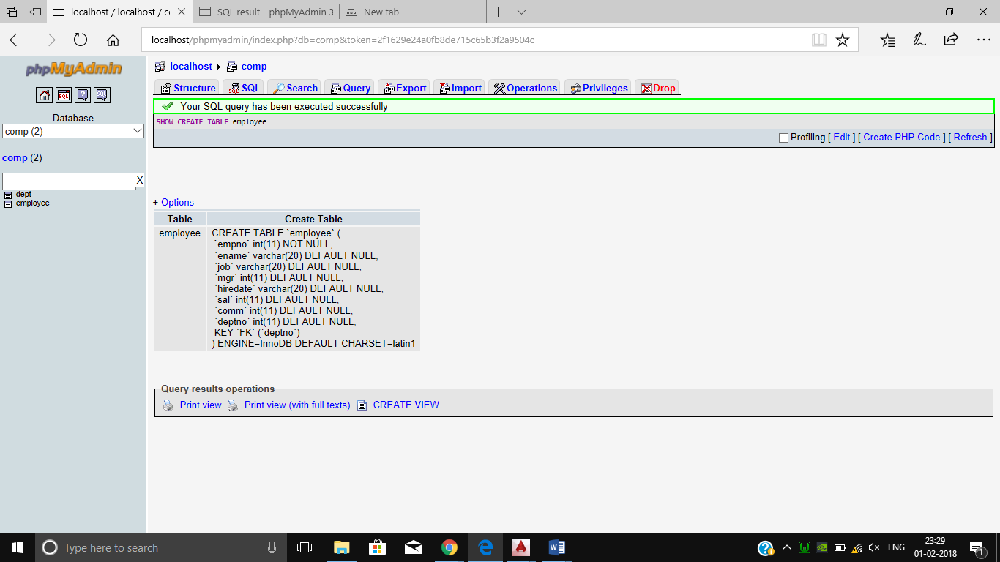 localhost / localhost / co
SQL result - phpMyAdmin 3
New tab
localhost/phpmyadmin/index.php?db=comp&token=2f1629e24a0fb8de715c65b3f2a9504c
phpMyAdmin
SQL
Database
comp (2)
comp (2)
X
dept
employee
localhost comp
Structure SQL Search Query Export Import Operations Privileges Drop
Your SQL query has been executed successfully
SHOW CREATE TABLE employee
Profiling [ Edit ] [ Create PHP Code ] [ Refresh ]
+ Options
Table Create Table
employee CREATE TABLE `employee` (
`empno` int(11) NOT NULL,
`ename` varchar(20) DEFAULT NULL,
`job` varchar(20) DEFAULT NULL,
`mgr` int(11) DEFAULT NULL,
`hiredate` varchar(20) DEFAULT NULL,
`sal` int(11) DEFAULT NULL,
`comm` int(11) DEFAULT NULL,
`deptno` int(11) DEFAULT NULL,
KEY `FK` (`deptno`)
) ENGINE=InnoDB DEFAULT CHARSET=latin1
Query results operations
Print view Print view (with full texts) CREATE VIEW
Type here to search
ENG
23:29
01-02-2018
1